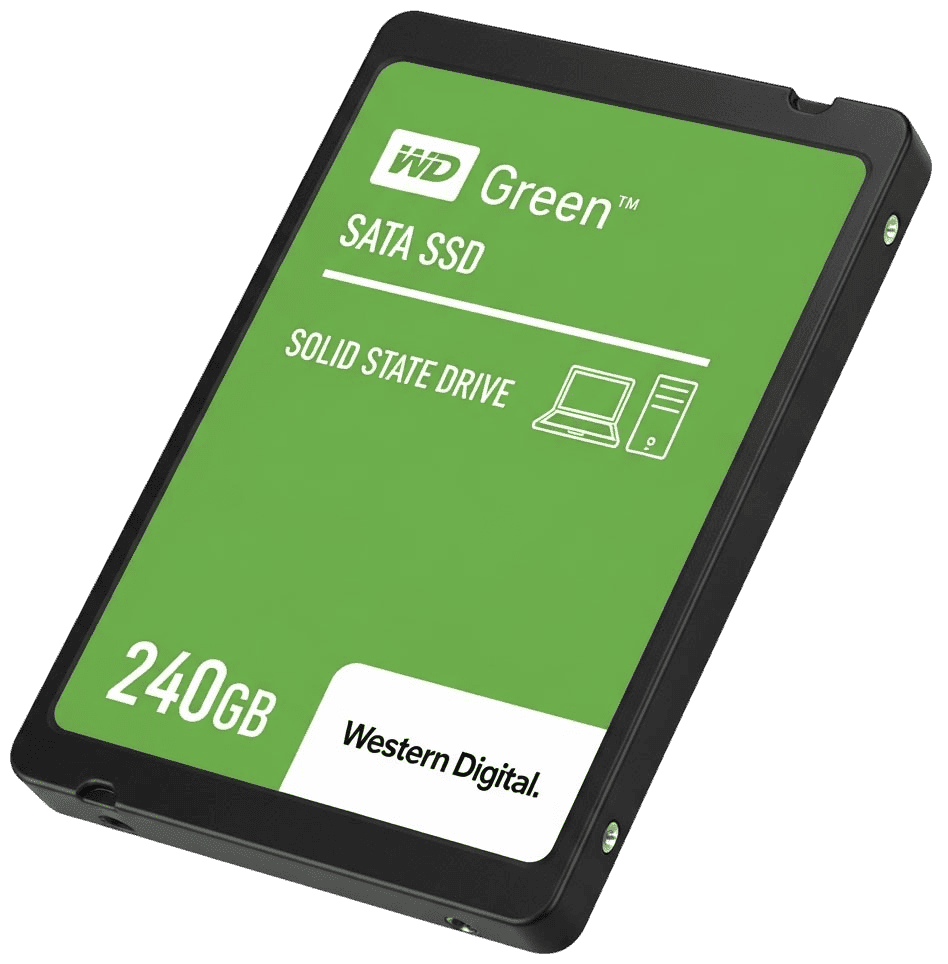 WD Green™
SATA SSD
SOLID STATE DRIVE
240GB
Western Digital.